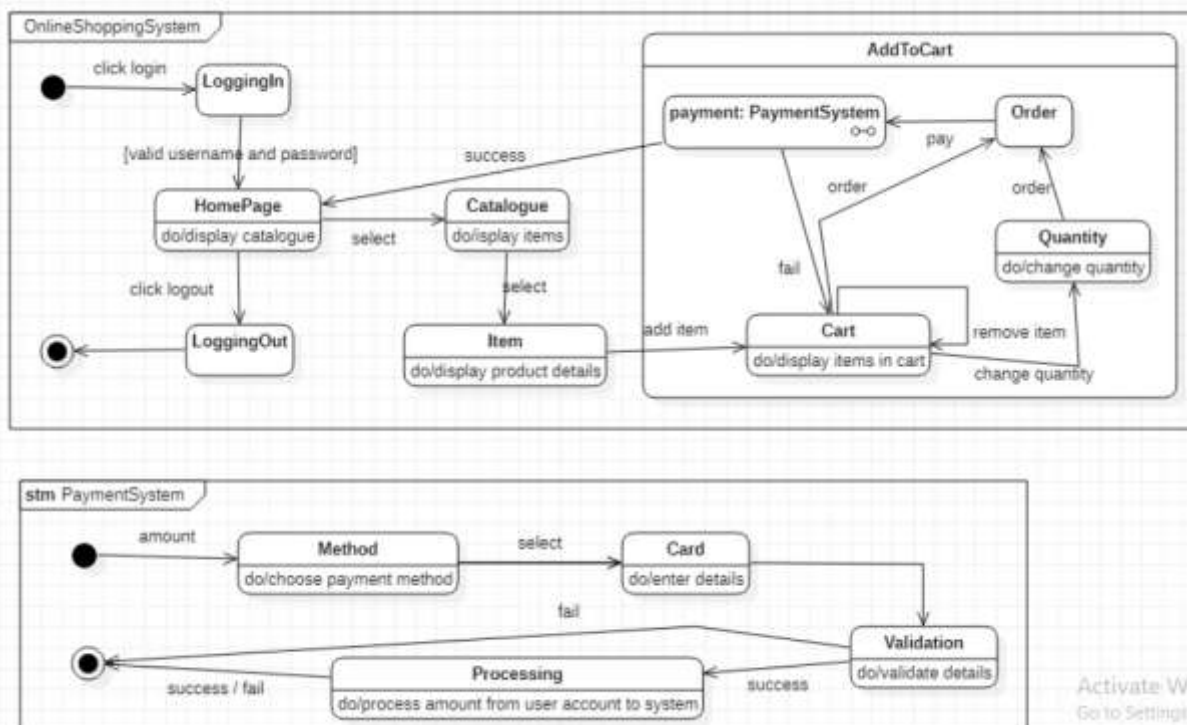 OnlineShoppingSystem
AddToCart
click login
LoggingIn
payment: PaymentSystem
Order
pay
[valid username and password]
success
order
order
HomePage
do/display catalogue
select
Catalogue
do/isplay items
Quantity
do/change quantity
fail
click logout
select
LoggingOut
Item
do/display product details
add item
Cart
do/display items in cart
remove item
change quantity
stm PaymentSystem
amount
Method
do/choose payment method
select
Card
do/enter details
fail
Validation
do/validate details
Processing
do/process amount from user account to system
success / fail
success
Activate W
Go to Settings